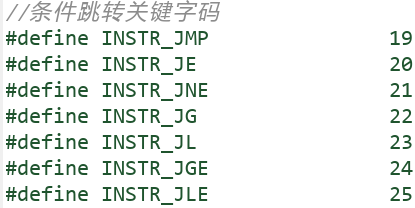 //条件跳转关键字码
#define INSTR_JMP 19
#define INSTR_JE 20
#define INSTR_JNE 21
#define INSTR_JG 22
#define INSTR_JL 23
#define INSTR_JGE 24
#define INSTR_JLE 25